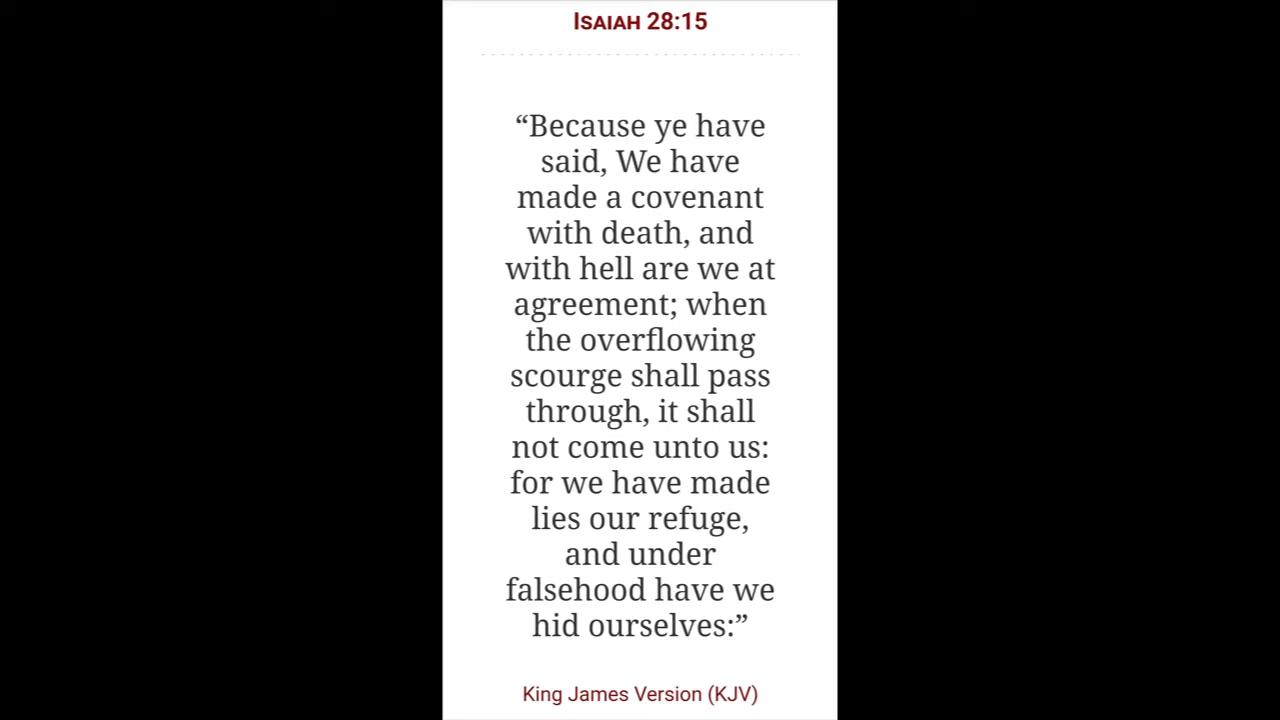 Isaiah 28:15
“Because ye have
said, We have
made a covenant
with death, and
with hell are we at
agreement; when
the overflowing
scourge shall pass
through, it shall
not come unto us:
for we have made
lies our refuge,
and under
falsehood have we
hid ourselves:”
King James Version (KJV)